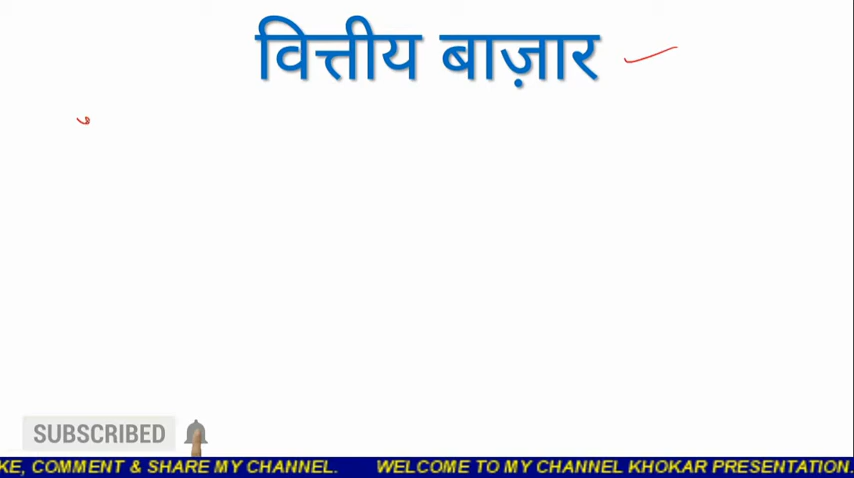 वित्तीय बाज़ार
SUBSCRIBED
KE, COMMENT & SHARE MY CHANNEL. WELCOME TO MY CHANNEL KHOKAR PRESENTATION.